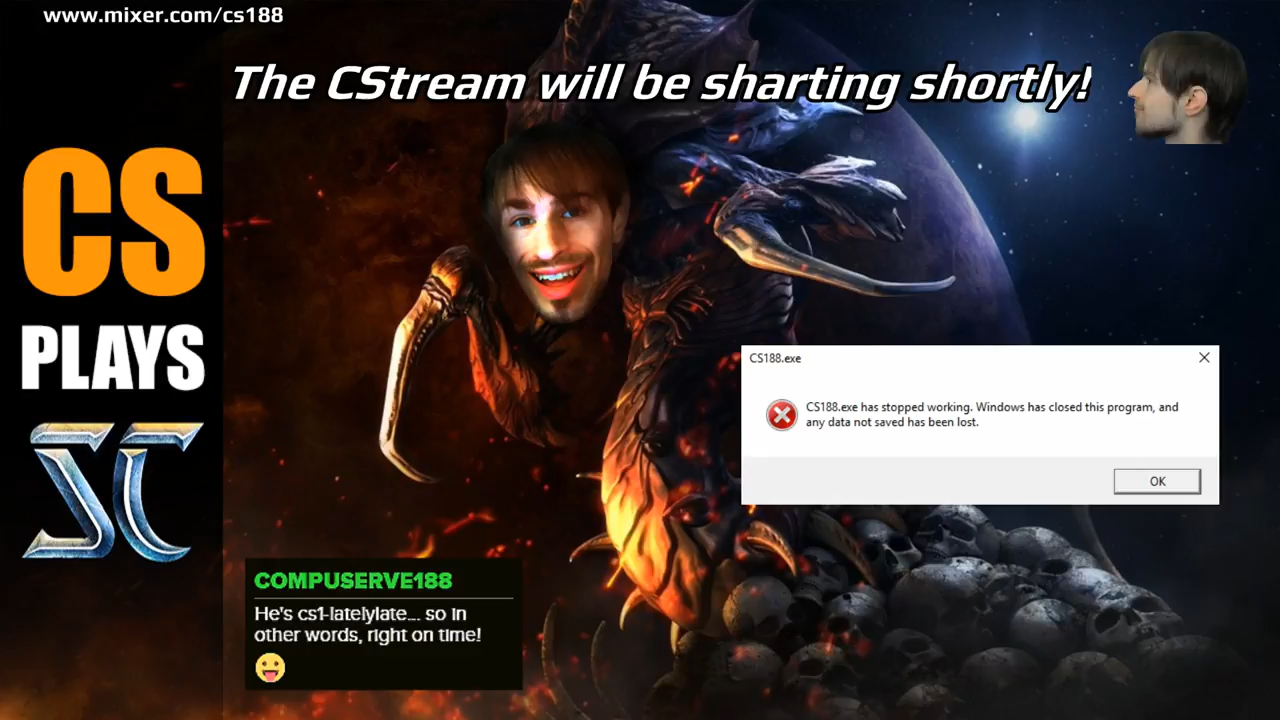 www.mixer.com/cs188
The CStream will be sharting shortly!
CS
PLAYS
SC
CS188.exe
CS188.exe has stopped working. Windows has closed this program, and
any data not saved has been lost.
OK
COMPUSERVE188
He's cs1-latelylate... so in
other words, right on time!